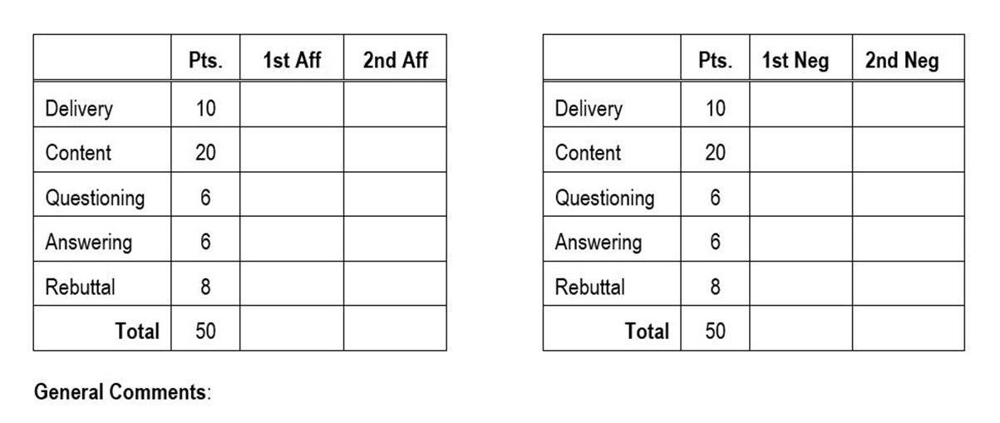 Pts. 1st Aff 2nd Aff
Delivery 10
Content 20
Questioning 6
Answering 6
Rebuttal 8
Total 50
Pts. 1st Neg 2nd Neg
Delivery 10
Content 20
Questioning 6
Answering 6
Rebuttal 8
Total 50
General Comments: